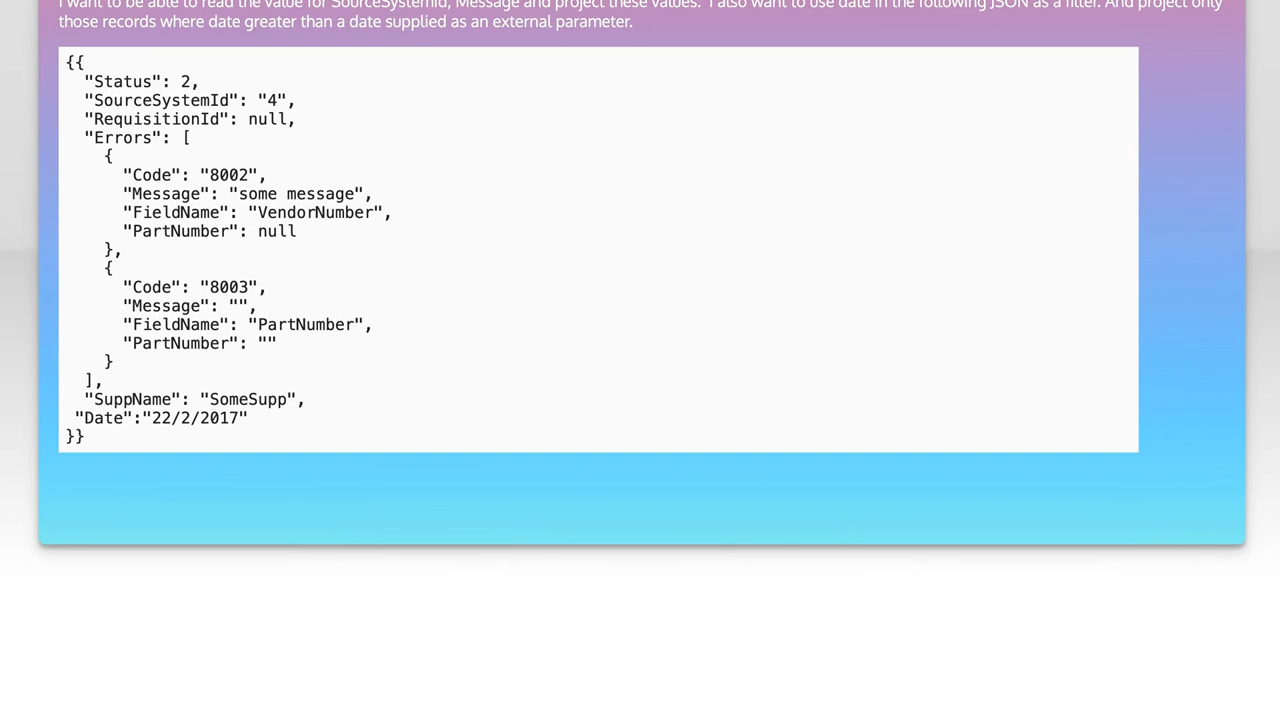 I want to be able to read the value for SourceSystemId, Message and project these values. I also want to use date in the following JSON as a filter. And project only
those records where date greater than a date supplied as an external parameter.
{{
"Status": 2,
"SourceSystemId": "4",
"RequisitionId": null,
"Errors": [
{
"Code": "8002",
"Message": "some message",
"FieldName": "VendorNumber",
"PartNumber": null
},
{
"Code": "8003",
"Message": "",
"FieldName": "PartNumber",
"PartNumber": ""
}
],
"SuppName": "SomeSupp",
"Date":"22/2/2017"
}}